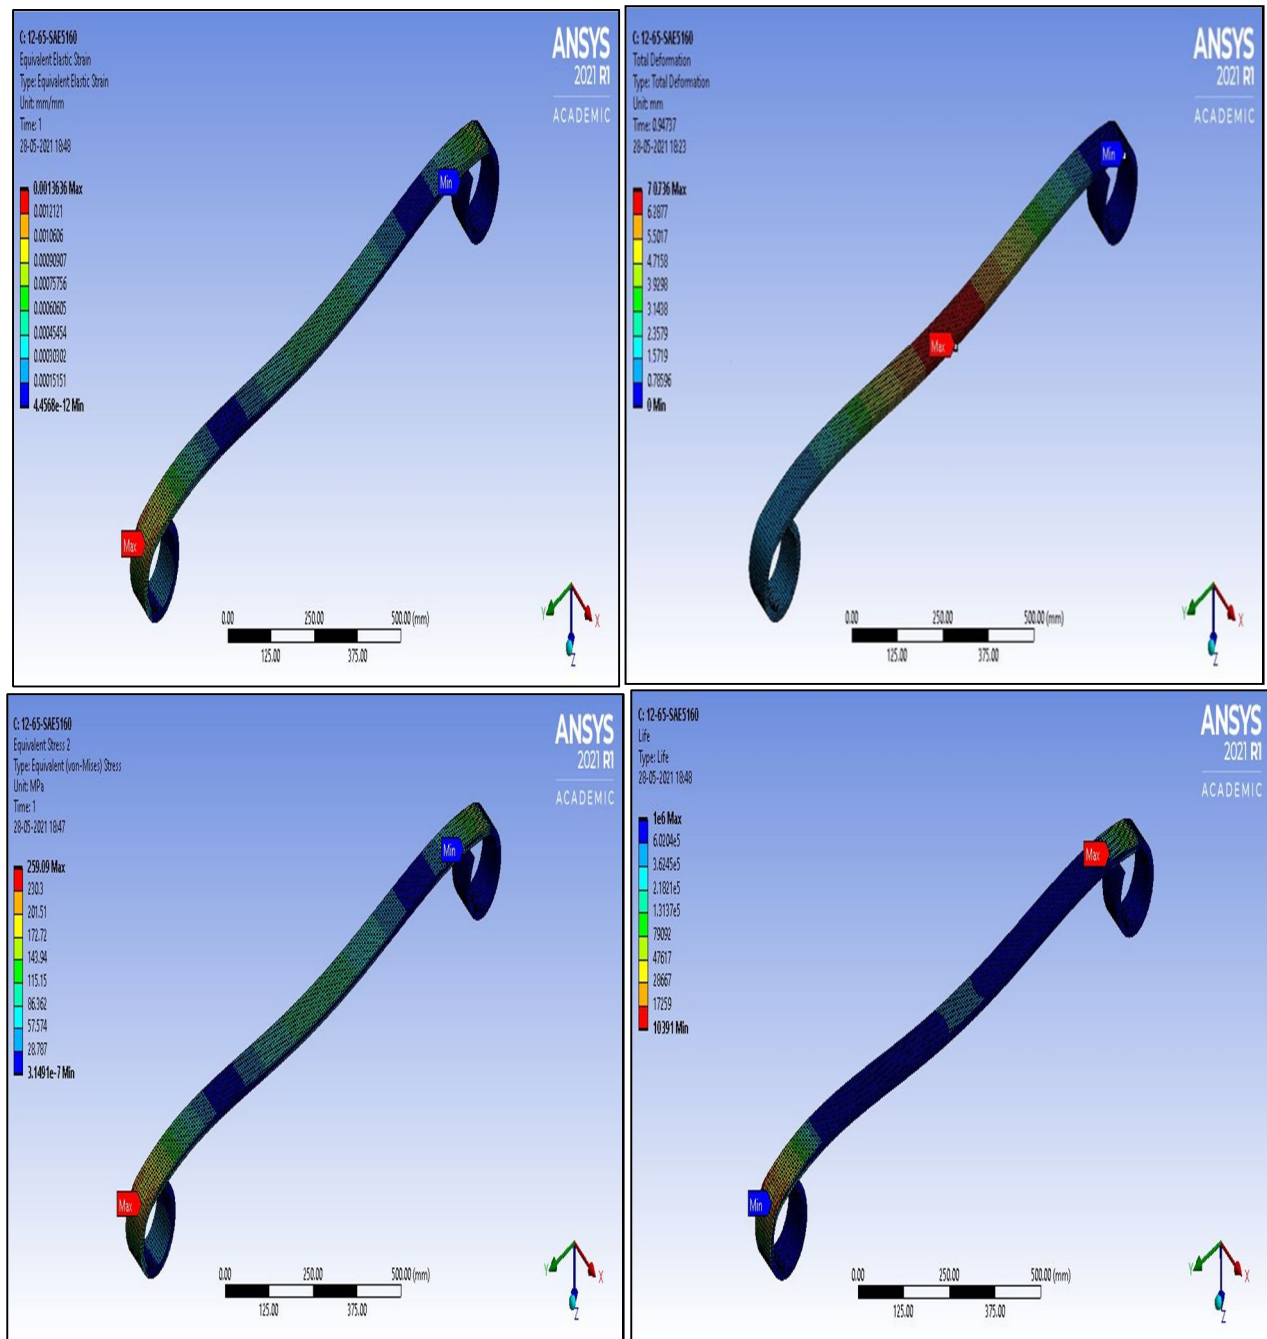 C: 12-65-SAE5160
Equivalent Elastic Strain
Type: Equivalent Elastic Strain
Unit: mm/mm
Time: 1
28-05-2021 18:48
ANSYS
2021 R1
ACADEMIC
0.0013636 Max
0.0012121
0.0010606
0.00090907
0.00075756
0.00060605
0.00045454
0.00030302
0.00015151
4.4568e-12 Min
Min
Max
0.00
250.00
500.00 (mm)
125.00
375.00
Y
X
Z
C: 12-65-SAE5160
Total Deformation
Type: Total Deformation
Unit: mm
Time: 0.94737
28-05-2021 18:23
ANSYS
2021 R1
ACADEMIC
7.0736 Max
6.2877
5.5017
4.7158
3.9298
3.1438
2.3579
1.5719
0.78596
0 Min
Min
Max
0.00
250.00
500.00 (mm)
125.00
375.00
Y
X
Z
C: 12-65-SAE5160
Equivalent Stress 2
Type: Equivalent (von-Mises) Stress
Unit: MPa
Time: 1
28-05-2021 18:47
ANSYS
2021 R1
ACADEMIC
259.09 Max
230.3
201.51
172.72
143.94
115.15
86.362
57.574
28.787
3.1491e-7 Min
Min
Max
0.00
250.00
500.00 (mm)
125.00
375.00
Y
X
Z
C: 12-65-SAE5160
Life
Type: Life
28-05-2021 18:48
ANSYS
2021 R1
ACADEMIC
1e6 Max
6.0204e5
3.6245e5
2.1821e5
1.3137e5
79092
47617
28667
17259
10391 Min
Max
Min
0.00
250.00
500.00 (mm)
125.00
375.00
Y
X
Z